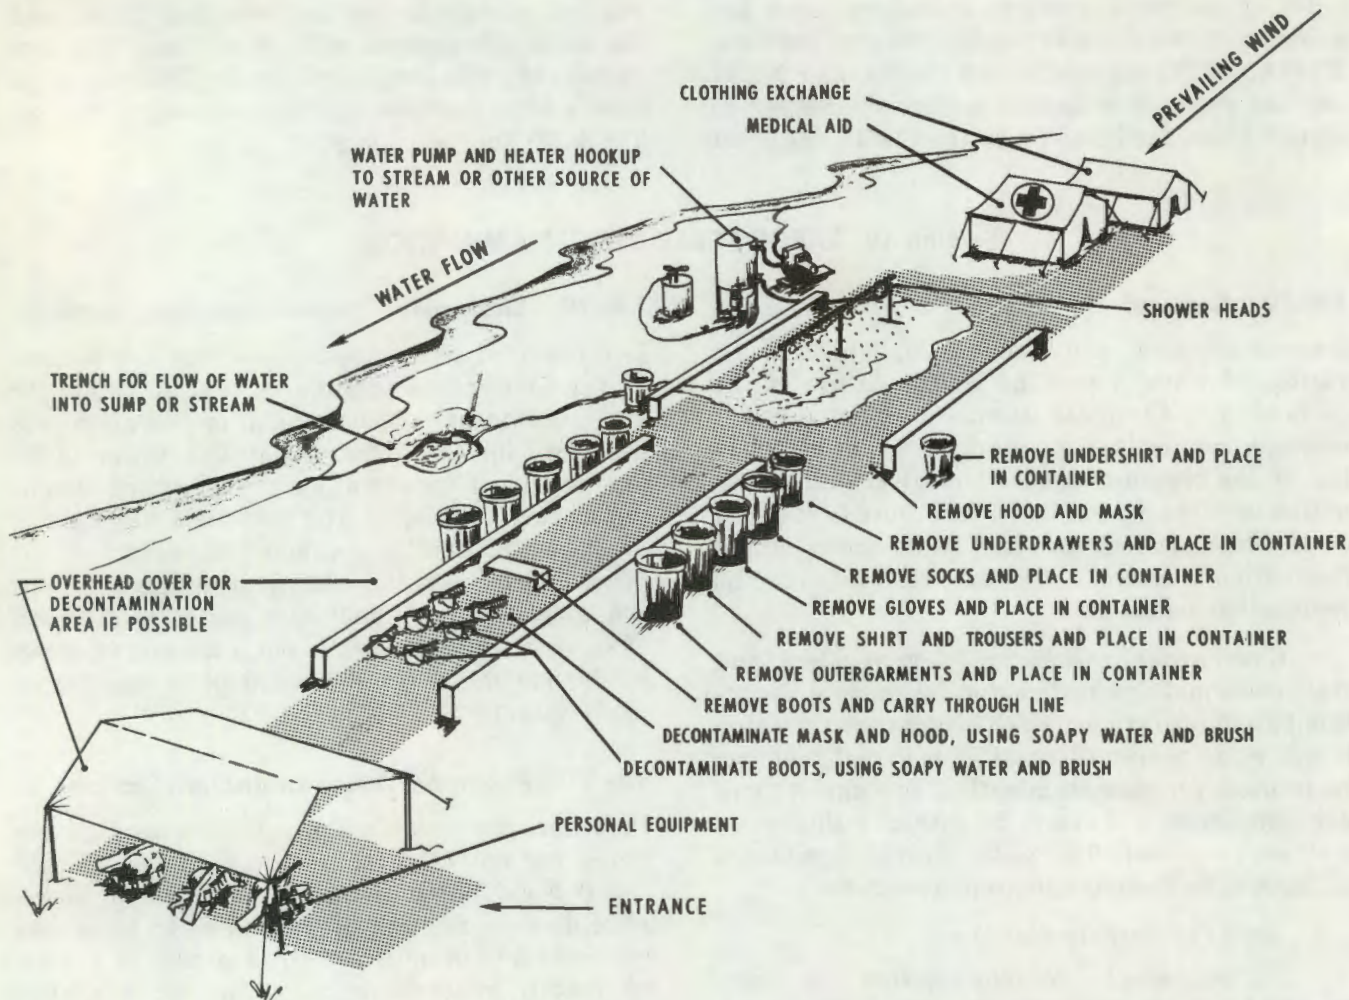 PREVAILING WIND
CLOTHING EXCHANGE
MEDICAL AID
WATER PUMP AND HEATER HOOKUP
TO STREAM OR OTHER SOURCE OF
WATER
WATER FLOW
SHOWER HEADS
TRENCH FOR FLOW OF WATER
INTO SUMP OR STREAM
REMOVE UNDERSHIRT AND PLACE
IN CONTAINER
REMOVE HOOD AND MASK
REMOVE UNDERDRAWERS AND PLACE IN CONTAINER
REMOVE SOCKS AND PLACE IN CONTAINER
OVERHEAD COVER FOR
DECONTAMINATION
AREA IF POSSIBLE
REMOVE GLOVES AND PLACE IN CONTAINER
REMOVE SHIRT AND TROUSERS AND PLACE IN CONTAINER
REMOVE OUTERGARMENTS AND PLACE IN CONTAINER
REMOVE BOOTS AND CARRY THROUGH LINE
DECONTAMINATE MASK AND HOOD, USING SOAPY WATER AND BRUSH
DECONTAMINATE BOOTS, USING SOAPY WATER AND BRUSH
PERSONAL EQUIPMENT
ENTRANCE